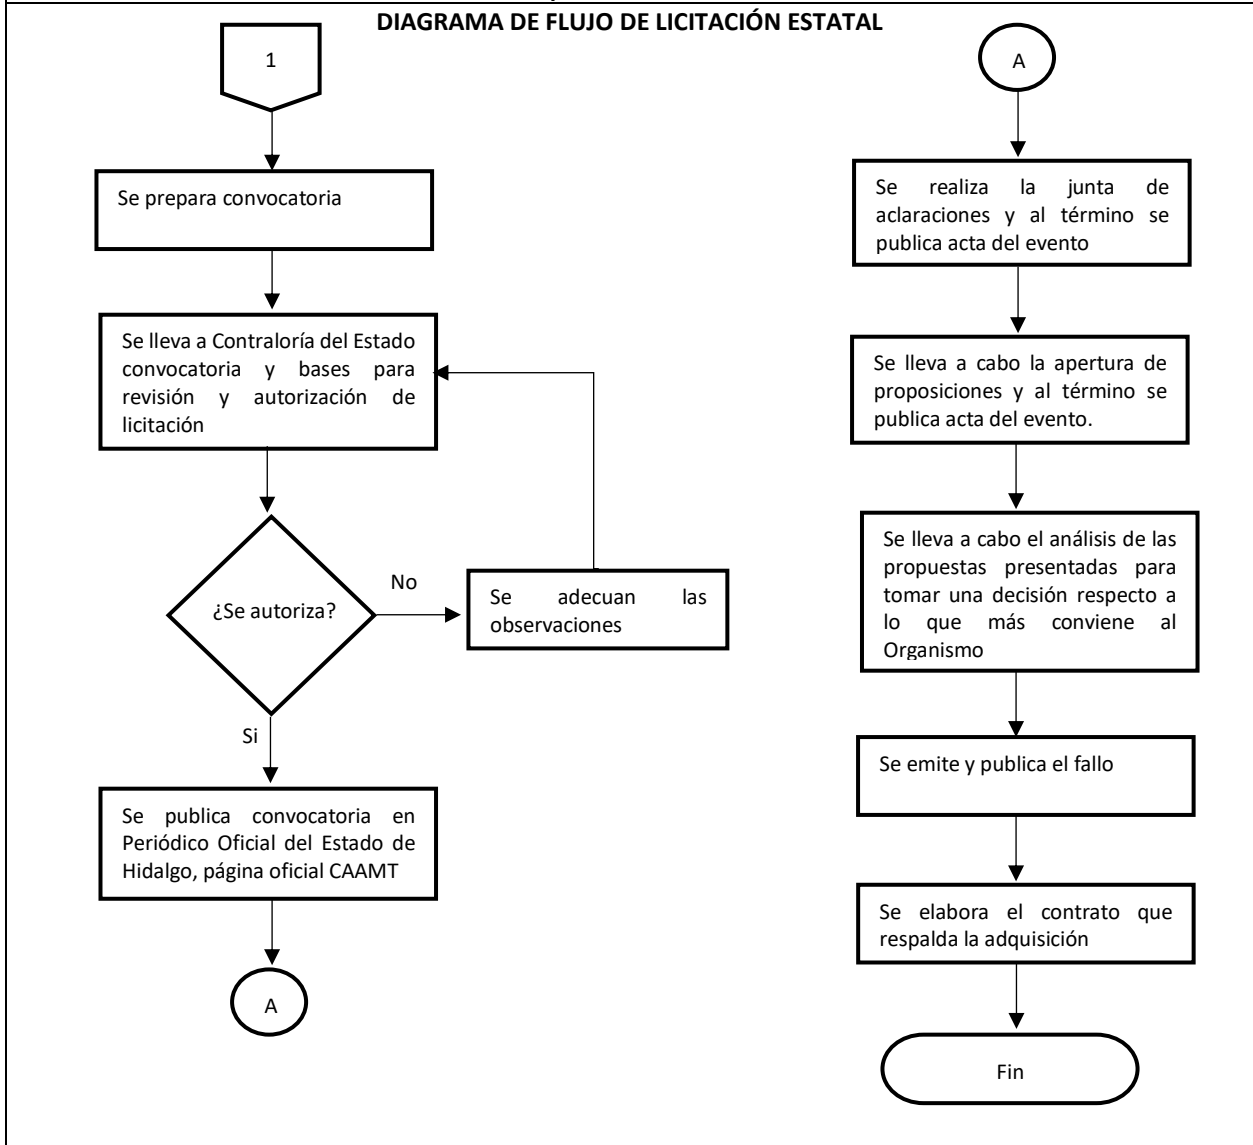 DIAGRAMA DE FLUJO DE LICITACIÓN ESTATAL
1
Se prepara convocatoria
Se lleva a Contraloría del Estado
convocatoria y bases para
revisión y autorización de
licitación
¿Se autoriza?
No
Se adecuan las
observaciones
Si
Se publica convocatoria en
Periódico Oficial del Estado de
Hidalgo, página oficial CAAMT
A
A
Se realiza la junta de
aclaraciones y al término se
publica acta del evento
Se lleva a cabo la apertura de
proposiciones y al término se
publica acta del evento.
Se lleva a cabo el análisis de las
propuestas presentadas para
tomar una decisión respecto a
lo que más conviene al
Organismo
Se emite y publica el fallo
Se elabora el contrato que
respalda la adquisición
Fin